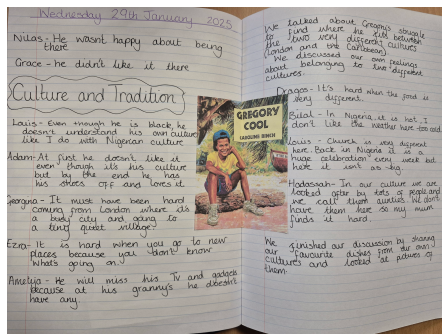 Wednesday 29th January 2025
Nilas - He wasn't happy about being
there
Grace - he didn't like it there
Culture and Tradition
Louis - Even though he is black, he
doesn't understand his own culture
like I do with Nigerian culture
Adam - At first he doesn't like it
even though it's his culture
but by the end he has
his shoes off and loves it.
Georgina - It must have been hard
coming from London where it's
a busy city and going to
a tiny quiet village
Ezra - It is hard when you go to new
places because you don't know
what's going on.
Amelia - He will miss his Tv and gadgets
because at his granny's he doesn't
have any.
GREGORY
COOL
CAROLINE BINCH
We talked about Gregory's struggle
to find where he fits between
the two very different cultures
(London and the Caribbean)
We discussed our own feelings
about belonging to two different
cultures.
Dragos - It's hard when the food is
very different.
Bilal - In Nigeria, it is hot, I
don't like the weather here - too cold
Louis - Church is very different
here. Back in Nigeria it is a
huge celebration every week but
here it isn't as big.
Hadassah - In our culture we are
looked after by lots of people and
we call them aunties. We don't
have them here so my mum
finds it hard.
We finished our discussion by sharing
our favourite dishes from our own
cultures and looked at pictures of
them.